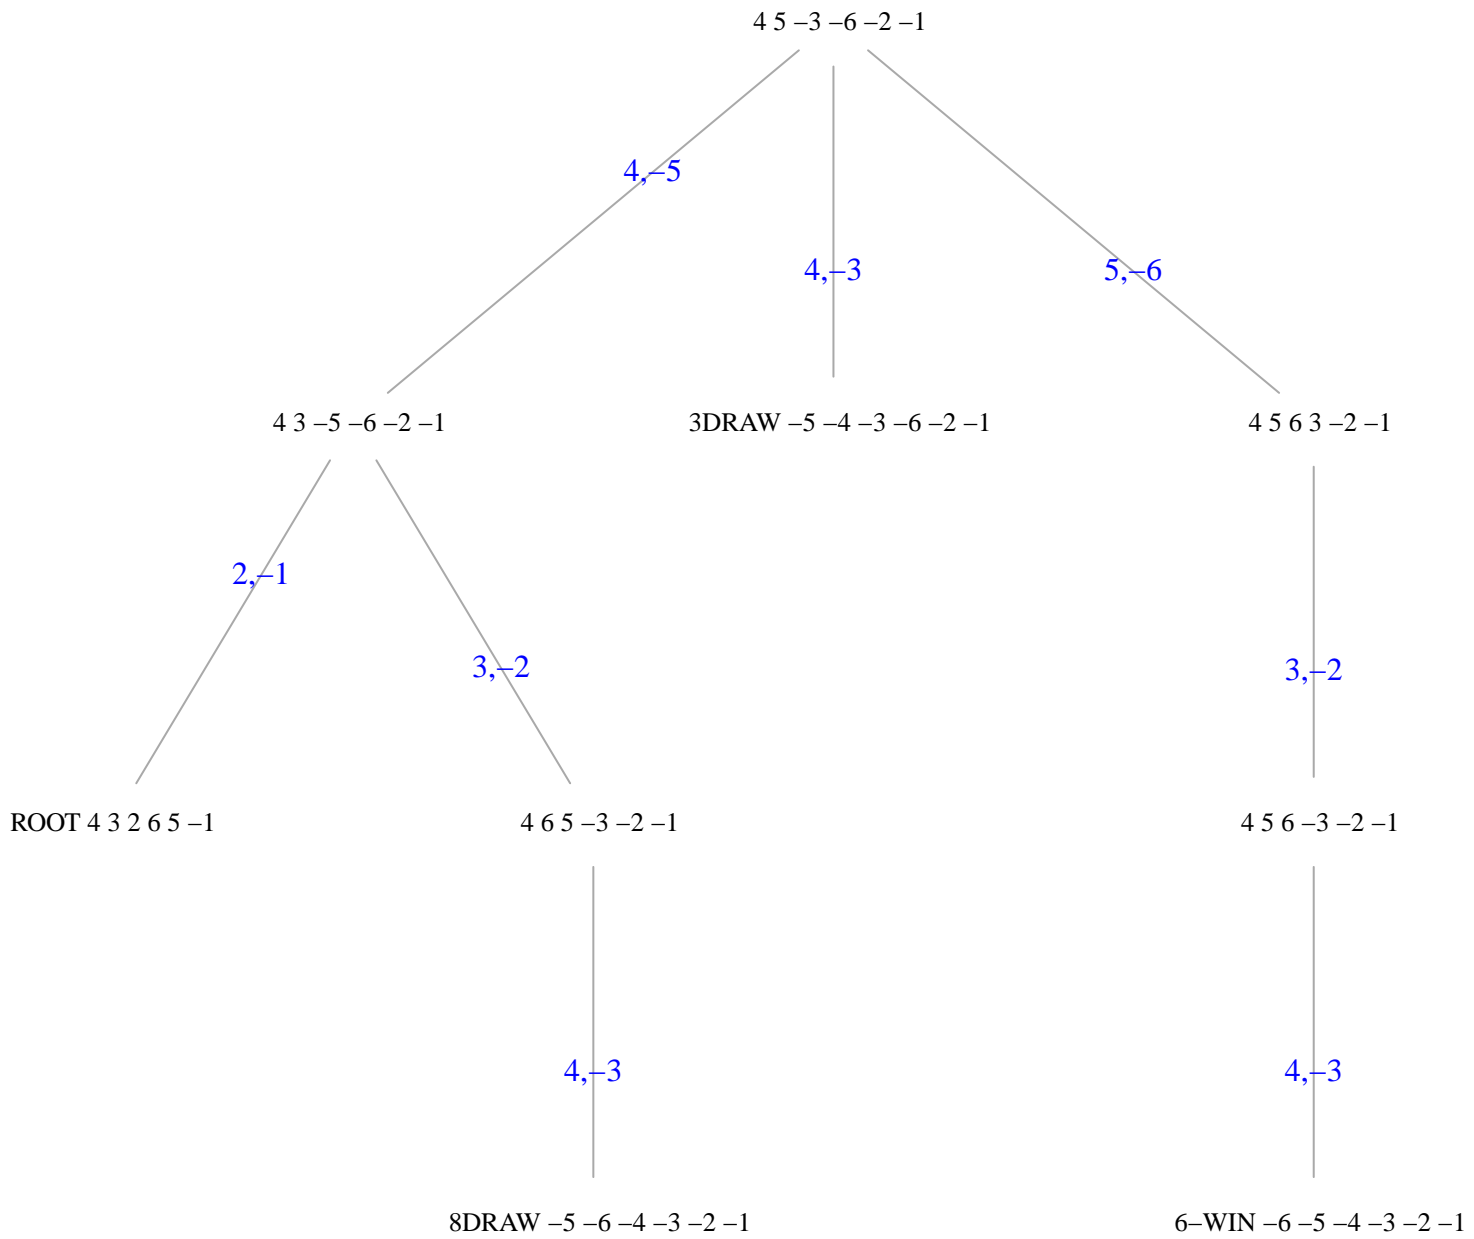 4 5 –3 –6 –2 –1
4,–5
4,–3
5,–6
4 3 –5 –6 –2 –1
3DRAW –5 –4 –3 –6 –2 –1
4 5 6 3 –2 –1
2,–1
3,–2
3,–2
ROOT 4 3 2 6 5 –1
4 6 5 –3 –2 –1
4 5 6 –3 –2 –1
4,–3
4,–3
8DRAW –5 –6 –4 –3 –2 –1
6–WIN –6 –5 –4 –3 –2 –1